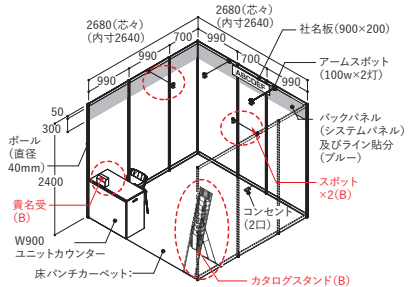 2680(芯々)
(内寸2640)
2680(芯々)
(内寸2640)
990
700
990
990
700
990
990
社名板(900×200)
アームスポット
(100w×2灯)
ABCDEF
バックパネル
(システムパネル)
及びライン貼分
(ブルー)
50
300
ポール
(直径
40mm)
2400
貴名受
(B)
スポット
×2(B)
コンセント
(2口)
W900
ユニットカウンター
床パンチカーペット:
カタログスタンド(B)